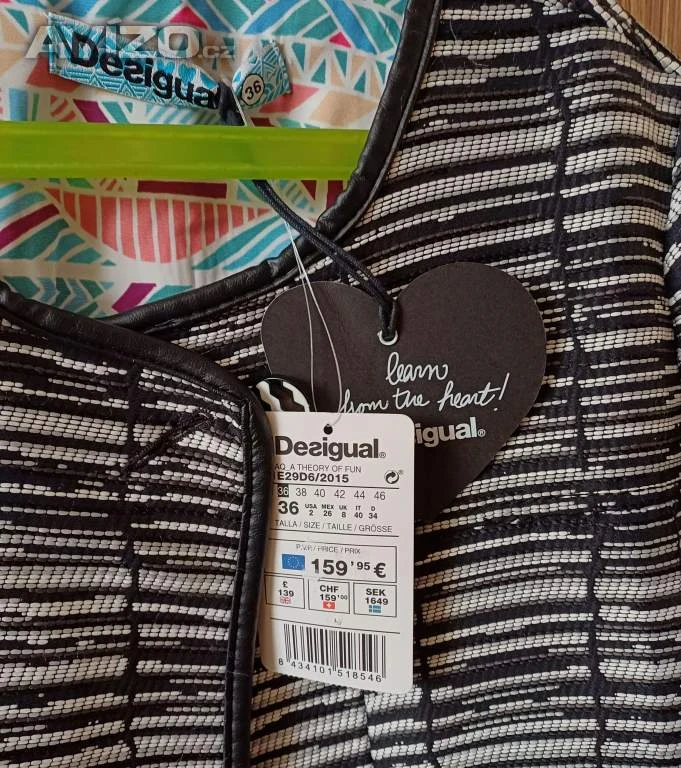 AVIZO.cz
Desigual
36
learn
from the heart!
igual®
Desigual®
AQ_A THEORY OF FUN
1E29D6/2015
36 38 40 42 44 46
36 USA 2 MEX 26 UK 8 IT 40 D 34
TALLA / SIZE / TAILLE / GRÖSSE
P.V.P. / PRICE / PRIX
159'95 €
£ 139
CHF 159'00
SEK 1649
8 434101 518546